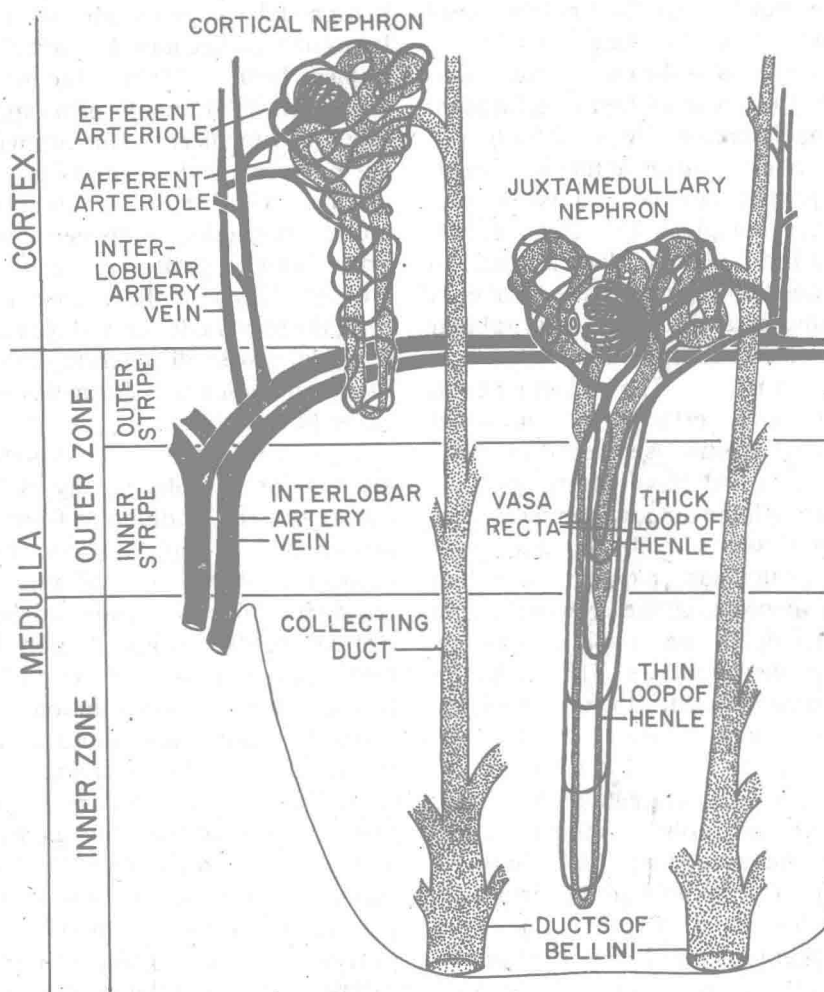 CORTICAL NEPHRON
EFFERENT
ARTERIOLE
AFFERENT
ARTERIOLE
INTER-
LOBULAR
ARTERY
VEIN
CORTEX
JUXTAMEDULLARY
NEPHRON
MEDULLA
OUTER ZONE
OUTER
STRIPE
INNER
STRIPE
INTERLOBAR
ARTERY
VEIN
VASA
RECTA
THICK
LOOP OF
HENLE
COLLECTING
DUCT
THIN
LOOP OF
HENLE
INNER ZONE
DUCTS OF
BELLINI